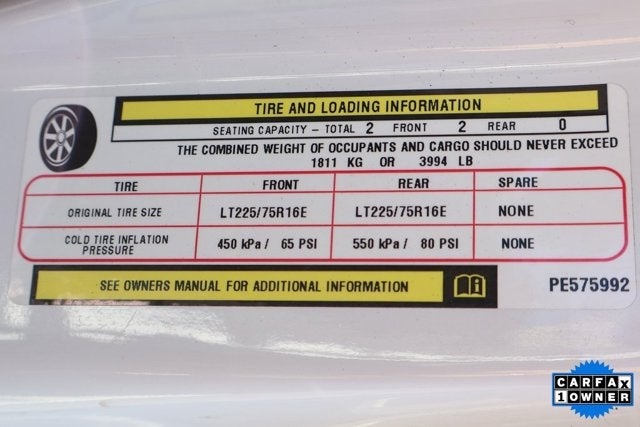 TIRE AND LOADING INFORMATION
SEATING CAPACITY – TOTAL 2 FRONT 2 REAR 0
THE COMBINED WEIGHT OF OCCUPANTS AND CARGO SHOULD NEVER EXCEED
1811 KG OR 3994 LB
TIRE FRONT REAR SPARE
ORIGINAL TIRE SIZE LT225/75R16E LT225/75R16E NONE
COLD TIRE INFLATION
PRESSURE 450 kPa / 65 PSI 550 kPa / 80 PSI NONE
SEE OWNERS MANUAL FOR ADDITIONAL INFORMATION i PE575992
CARFAX
1 OWNER